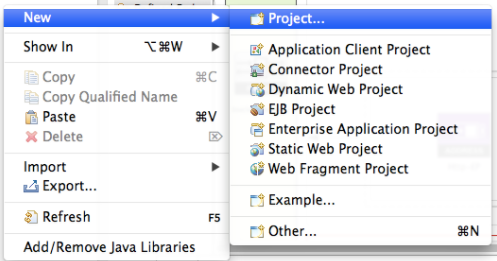 New
Show In ⌥⌘W
Copy ⌘C
Copy Qualified Name
Paste ⌘V
Delete ⌦
Import
Export...
Refresh F5
Add/Remove Java Libraries
Project...
Application Client Project
Connector Project
Dynamic Web Project
EJB Project
Enterprise Application Project
Static Web Project
Web Fragment Project
Example...
Other... ⌘N